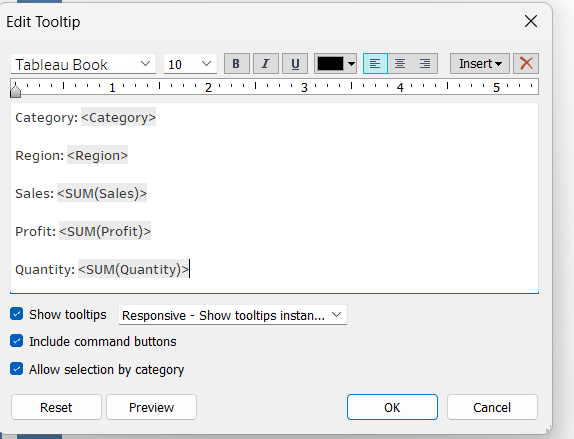 Edit Tooltip
Tableau Book 10 B I U Insert
1 2 3 4 5
Category: <Category>
Region: <Region>
Sales: <SUM(Sales)>
Profit: <SUM(Profit)>
Quantity: <SUM(Quantity)>
Show tooltips Responsive - Show tooltips instan...
Include command buttons
Allow selection by category
Reset Preview OK Cancel